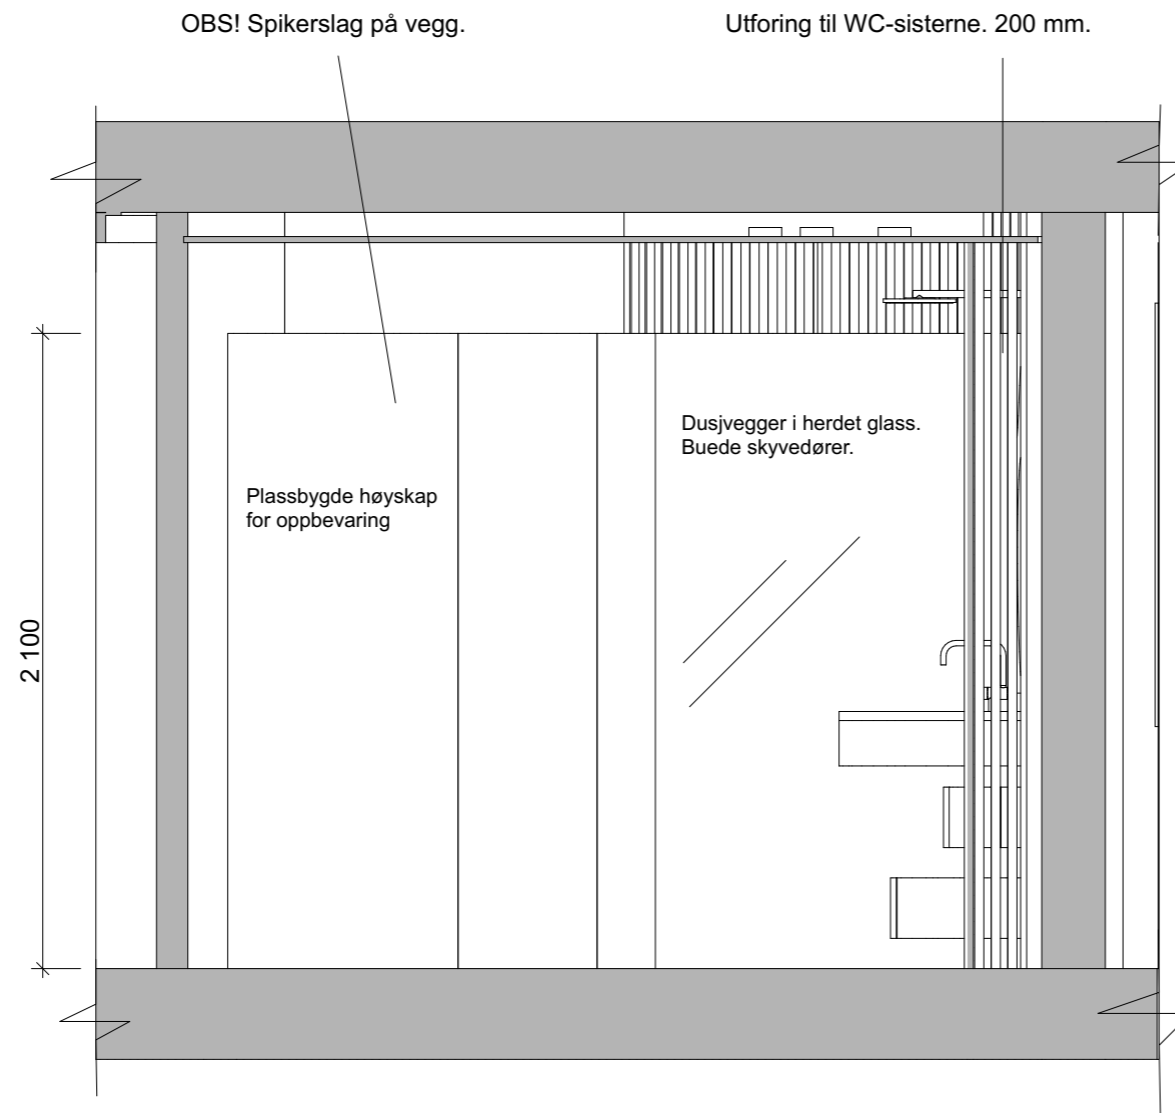 OBS! Spikerslag på vegg.
Utforing til WC-sisterne. 200 mm.
Dusjvegger i herdet glass.
Buede skyvedører.
Plassbygde høyskap
for oppbevaring
2 100